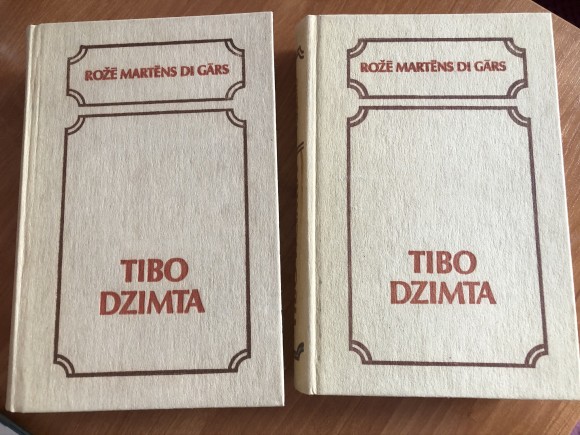 ROŽĒ MARTĒNS DI GĀRS
TIBO
DZIMTA
ROŽĒ MARTĒNS DI GĀRS
TIBO
DZIMTA